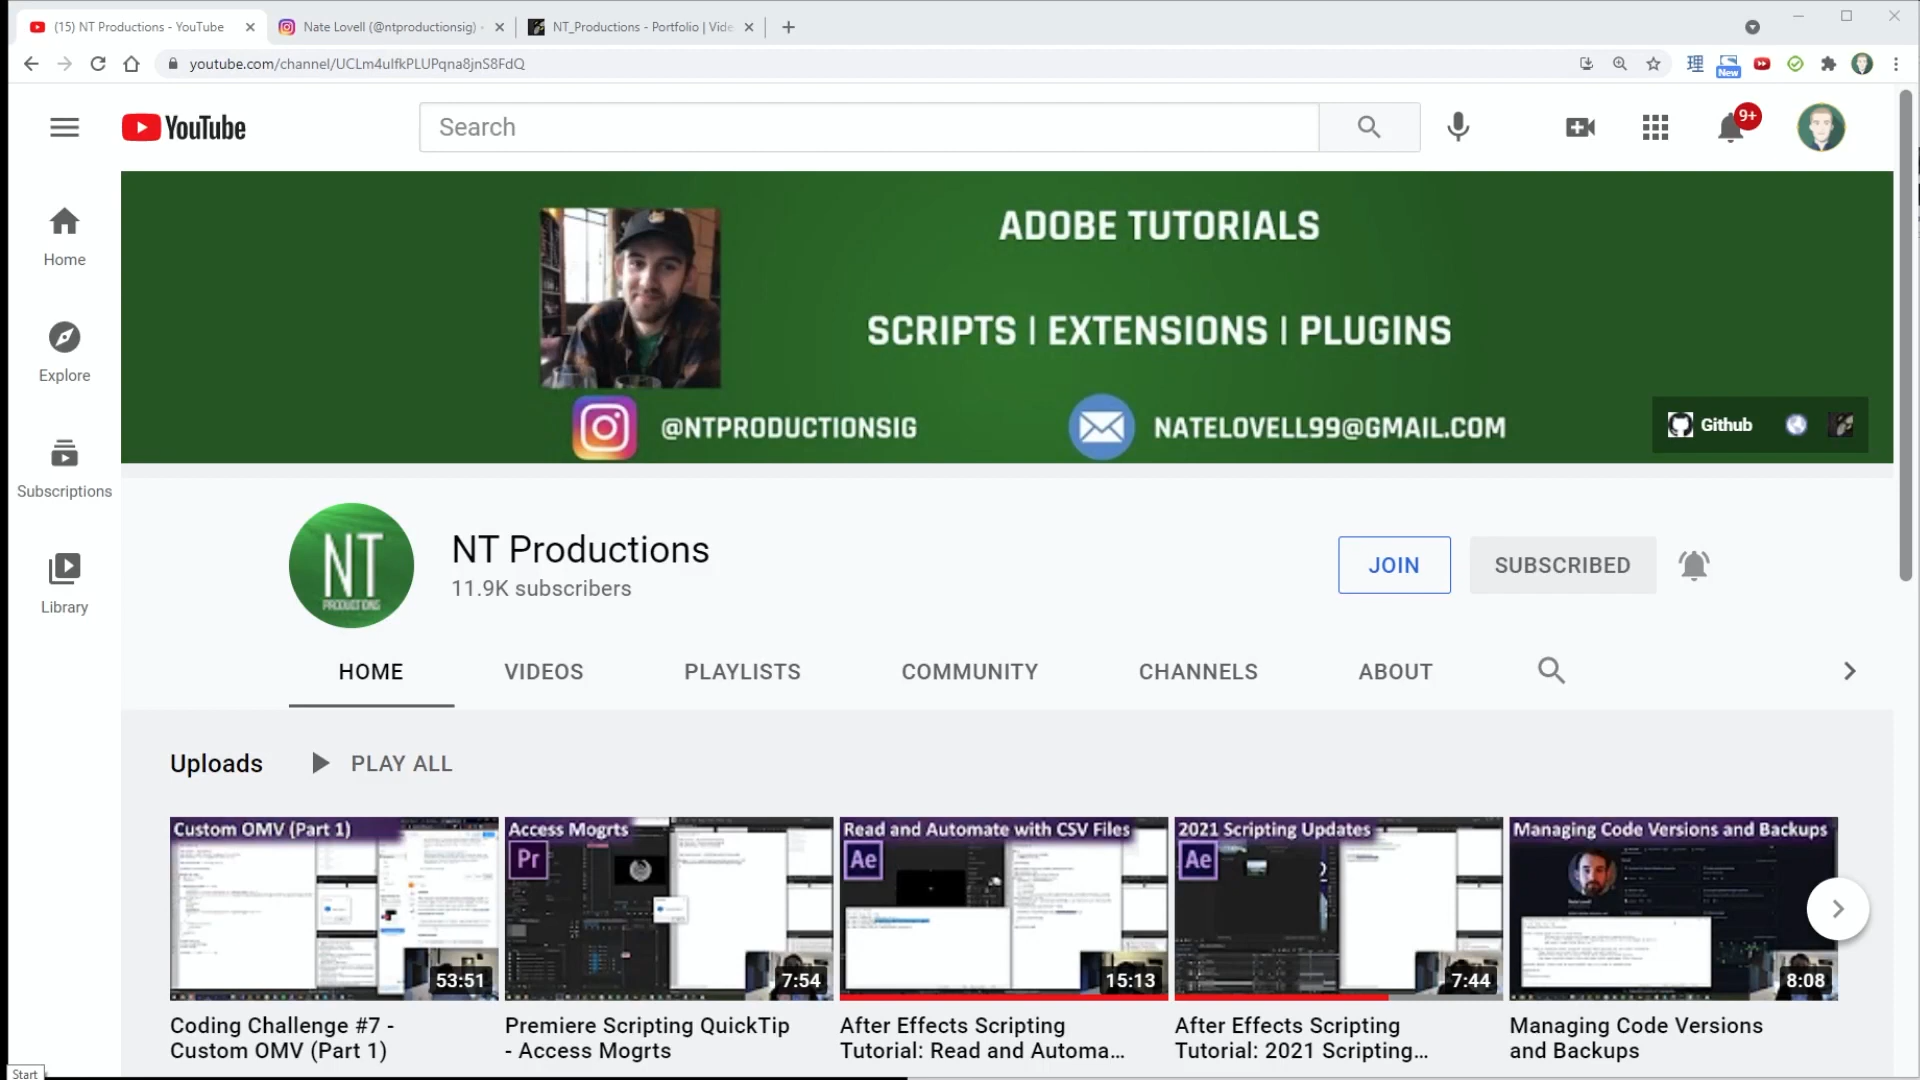 (15) NT Productions - YouTube
Nate Lovell (@ntproductionsig) -
NT_Productions - Portfolio | Vide
youtube.com/channel/UCLm4ulfkPLUPqna8jnS8FdQ
理
New
YouTube
Search
9+
Home
Explore
Subscriptions
Library
ADOBE TUTORIALS
SCRIPTS | EXTENSIONS | PLUGINS
@NTPRODUCTIONSIG
NATELOVELL99@GMAIL.COM
Github
NT
PRODUCTIONS
NT Productions
11.9K subscribers
JOIN
SUBSCRIBED
HOME
VIDEOS
PLAYLISTS
COMMUNITY
CHANNELS
ABOUT
Uploads
PLAY ALL
Custom OMV (Part 1)
53:51
Coding Challenge #7 -
Custom OMV (Part 1)
Access Mogrts
Pr
7:54
Premiere Scripting QuickTip
- Access Mogrts
Read and Automate with CSV Files
Ae
15:13
After Effects Scripting
Tutorial: Read and Automa...
2021 Scripting Updates
Ae
7:44
After Effects Scripting
Tutorial: 2021 Scripting...
Managing Code Versions and Backups
8:08
Managing Code Versions
and Backups
Start